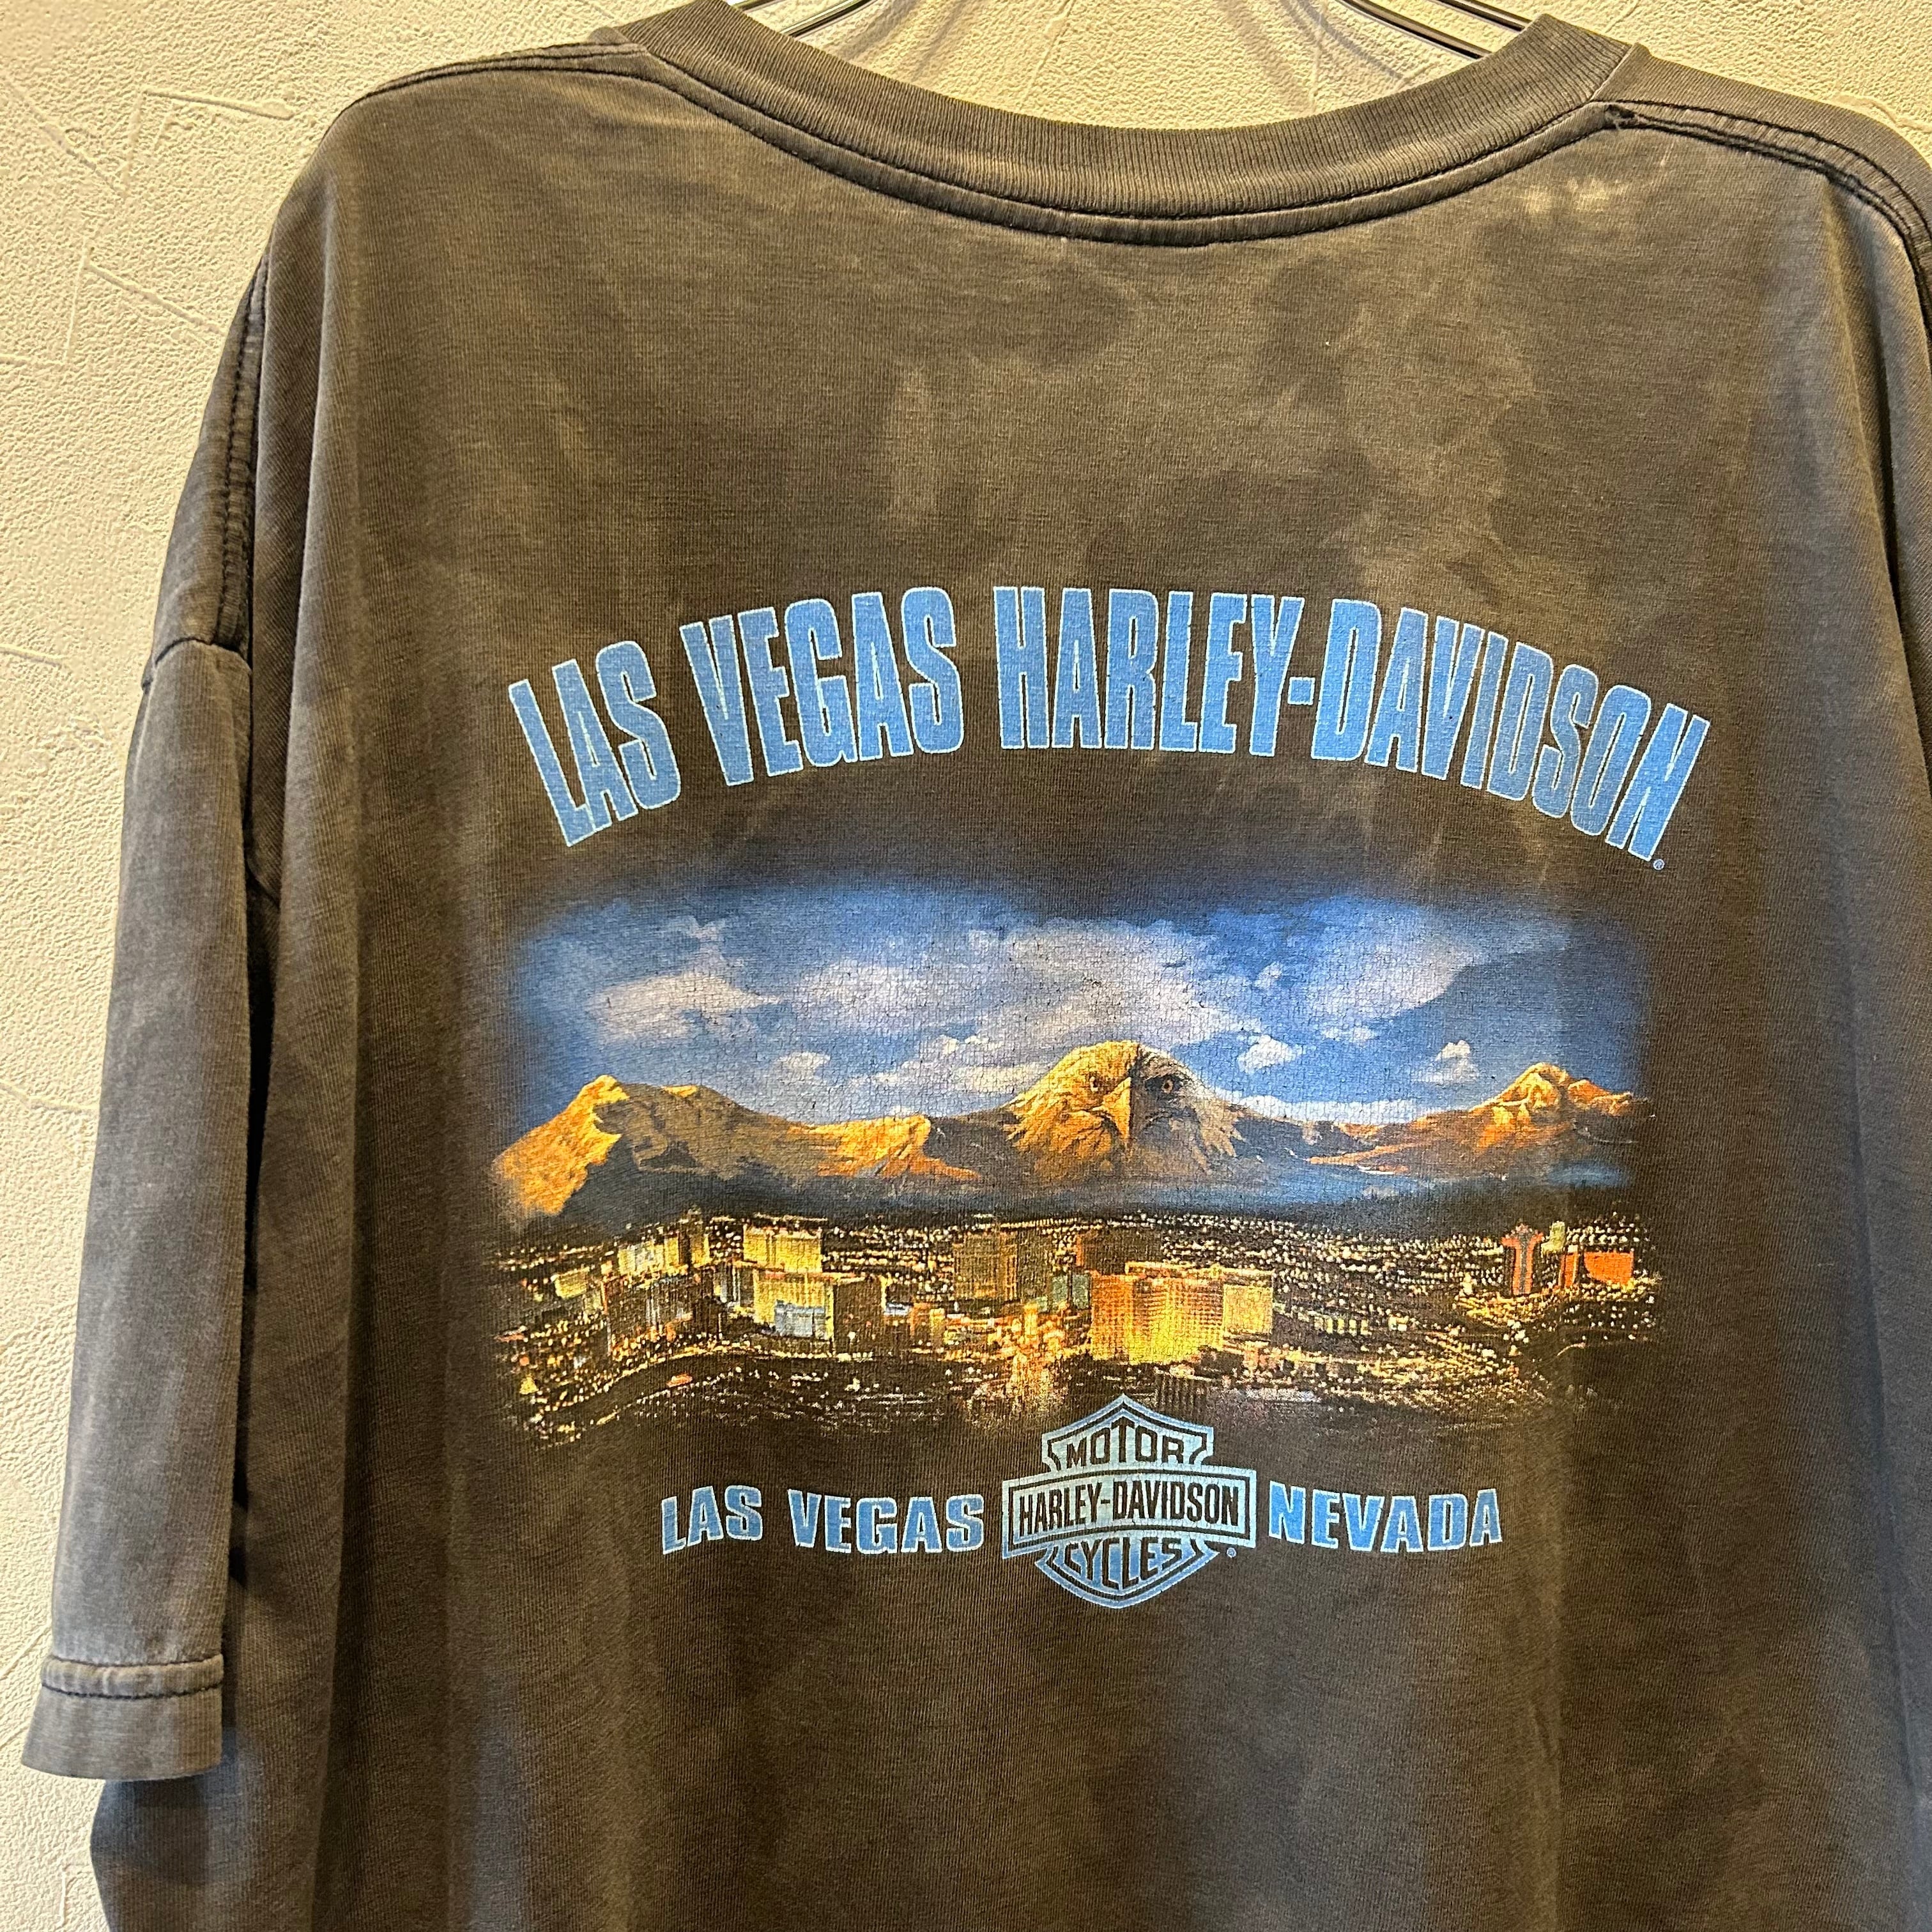 LAS VEGAS HARLEY-DAVIDSON®
MOTOR
LAS VEGAS HARLEY-DAVIDSON NEVADA
CYCLES ®